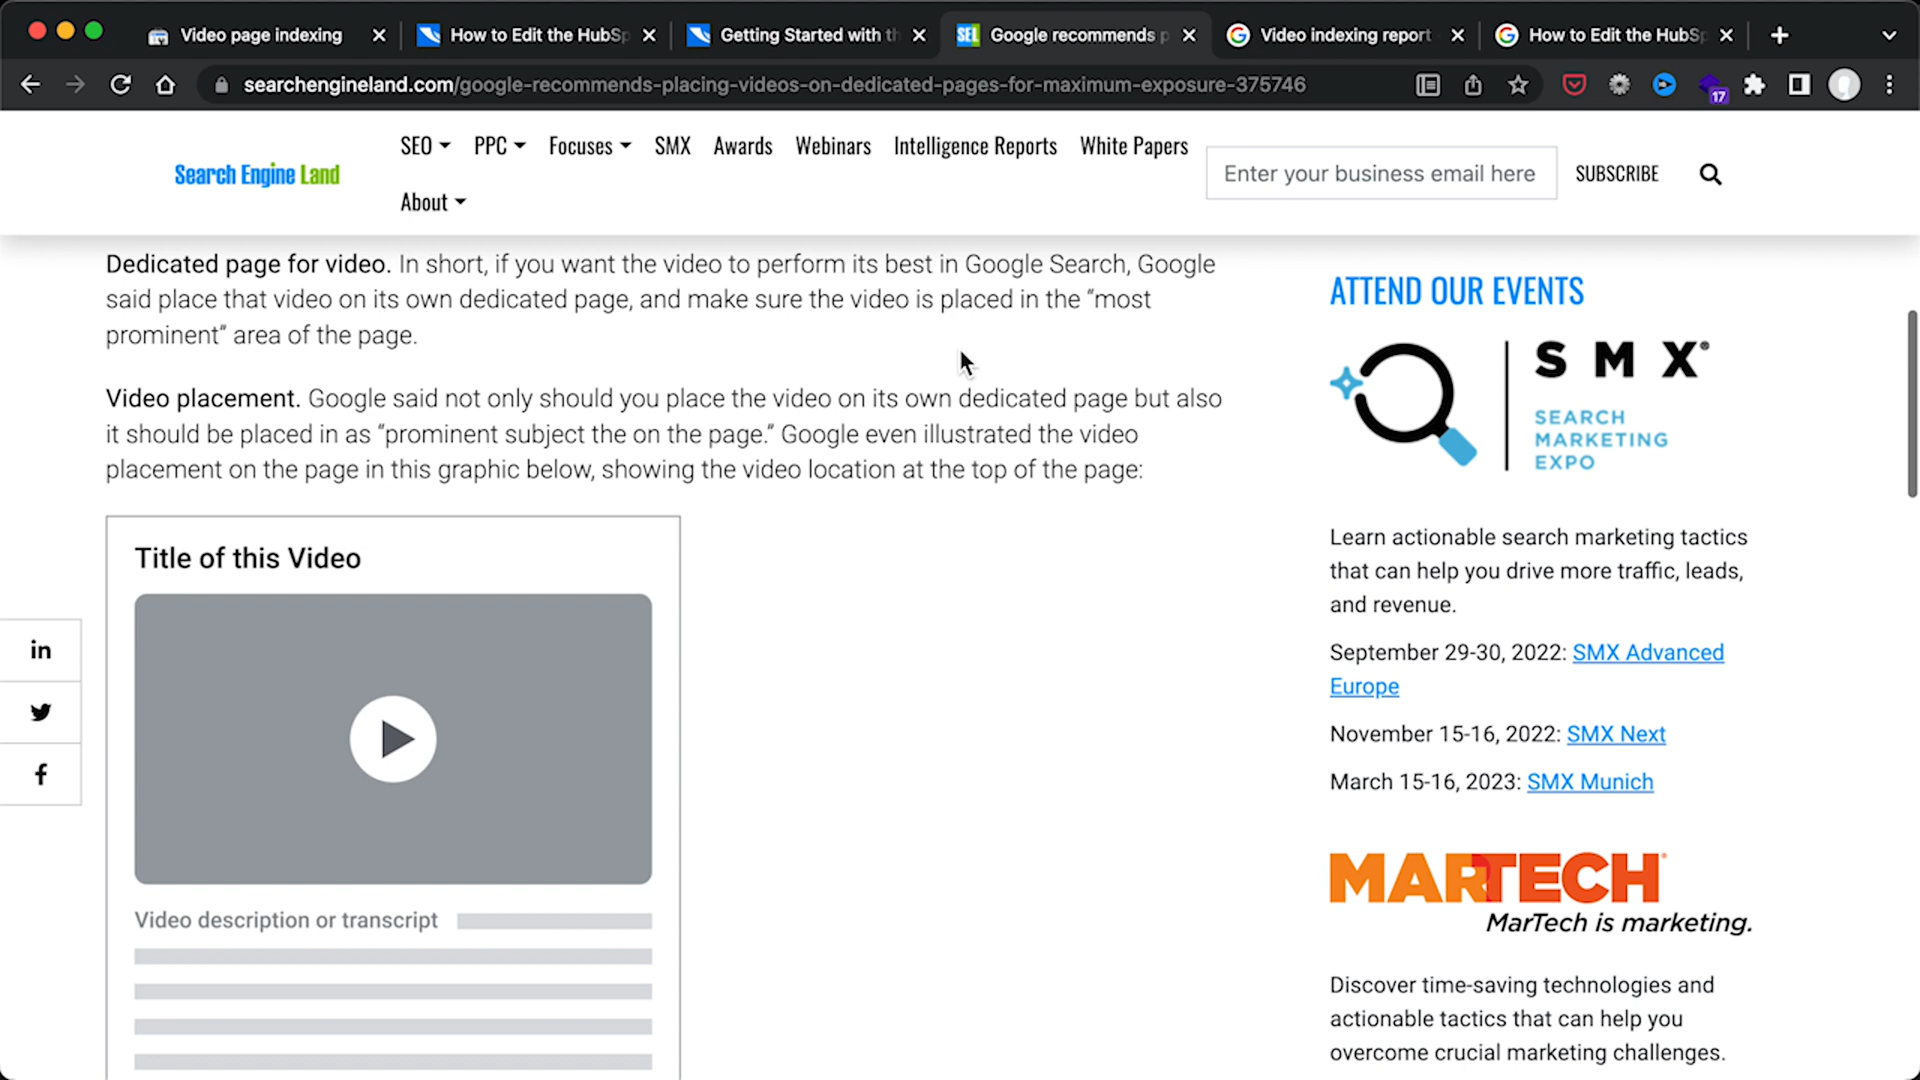 Video page indexing
How to Edit the HubSp
Getting Started with th
SEL
Google recommends p
Video indexing report
How to Edit the HubSp
searchengineland.com/google-recommends-placing-videos-on-dedicated-pages-for-maximum-exposure-375746
17
Search Engine Land
SEO
PPC
Focuses
SMX
Awards
Webinars
Intelligence Reports
White Papers
About
Enter your business email here
SUBSCRIBE
Dedicated page for video. In short, if you want the video to perform its best in Google Search, Google
said place that video on its own dedicated page, and make sure the video is placed in the “most
prominent” area of the page.
Video placement. Google said not only should you place the video on its own dedicated page but also
it should be placed in as “prominent subject the on the page.” Google even illustrated the video
placement on the page in this graphic below, showing the video location at the top of the page:
Title of this Video
Video description or transcript
in
f
ATTEND OUR EVENTS
SMX®
SEARCH
MARKETING
EXPO
Learn actionable search marketing tactics
that can help you drive more traffic, leads,
and revenue.
September 29-30, 2022: SMX Advanced
Europe
November 15-16, 2022: SMX Next
March 15-16, 2023: SMX Munich
MARTECH®
MarTech is marketing.
Discover time-saving technologies and
actionable tactics that can help you
overcome crucial marketing challenges.